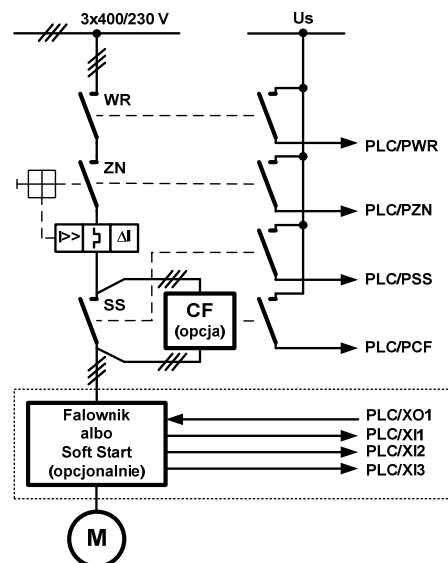 3x400/230 V
Us
WR
PLC/PWR
ZN
PLC/PZN
I>>
ΔI
PLC/PSS
SS
CF
(opcja)
PLC/PCF
Falownik
albo
Soft Start
(opcjonalnie)
PLC/XO1
PLC/XI1
PLC/XI2
PLC/XI3
M